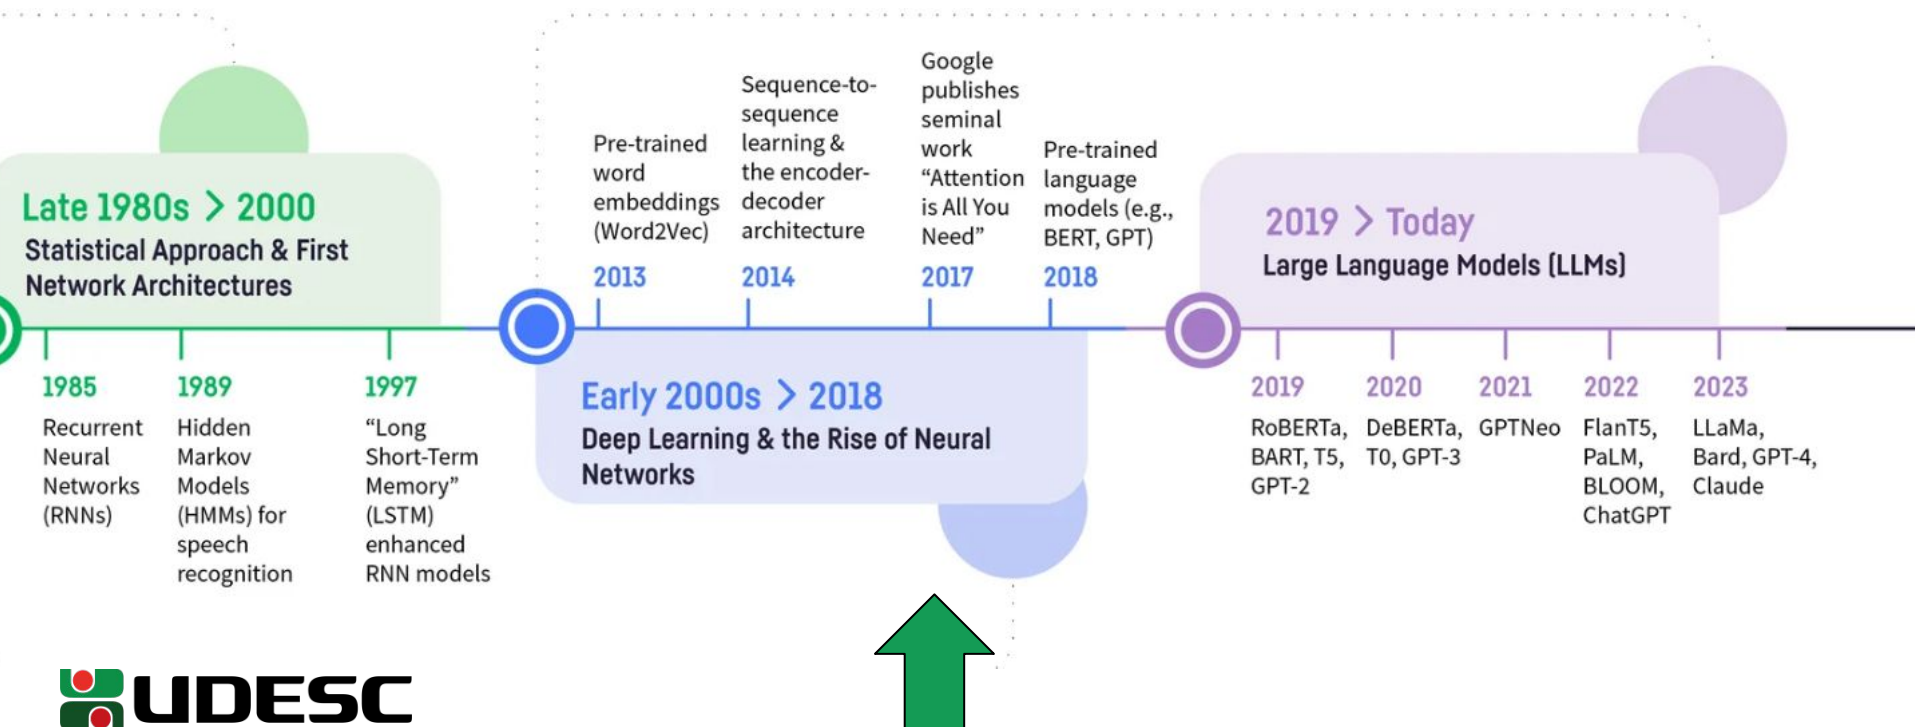 Late 1980s > 2000
Statistical Approach & First
Network Architectures
1985
Recurrent
Neural
Networks
(RNNs)
1989
Hidden
Markov
Models
(HMMs) for
speech
recognition
1997
“Long
Short-Term
Memory”
(LSTM)
enhanced
RNN models
Pre-trained
word
embeddings
(Word2Vec)
2013
Sequence-to-
sequence
learning &
the encoder-
decoder
architecture
2014
Google
publishes
seminal
work
“Attention
is All You
Need”
2017
Pre-trained
language
models (e.g.,
BERT, GPT)
2018
Early 2000s > 2018
Deep Learning & the Rise of Neural
Networks
2019 > Today
Large Language Models (LLMs)
2019
RoBERTa,
BART, T5,
GPT-2
2020
DeBERTa,
T0, GPT-3
2021
GPTNeo
2022
FlanT5,
PaLM,
BLOOM,
ChatGPT
2023
LLaMa,
Bard, GPT-4,
Claude
UDESC